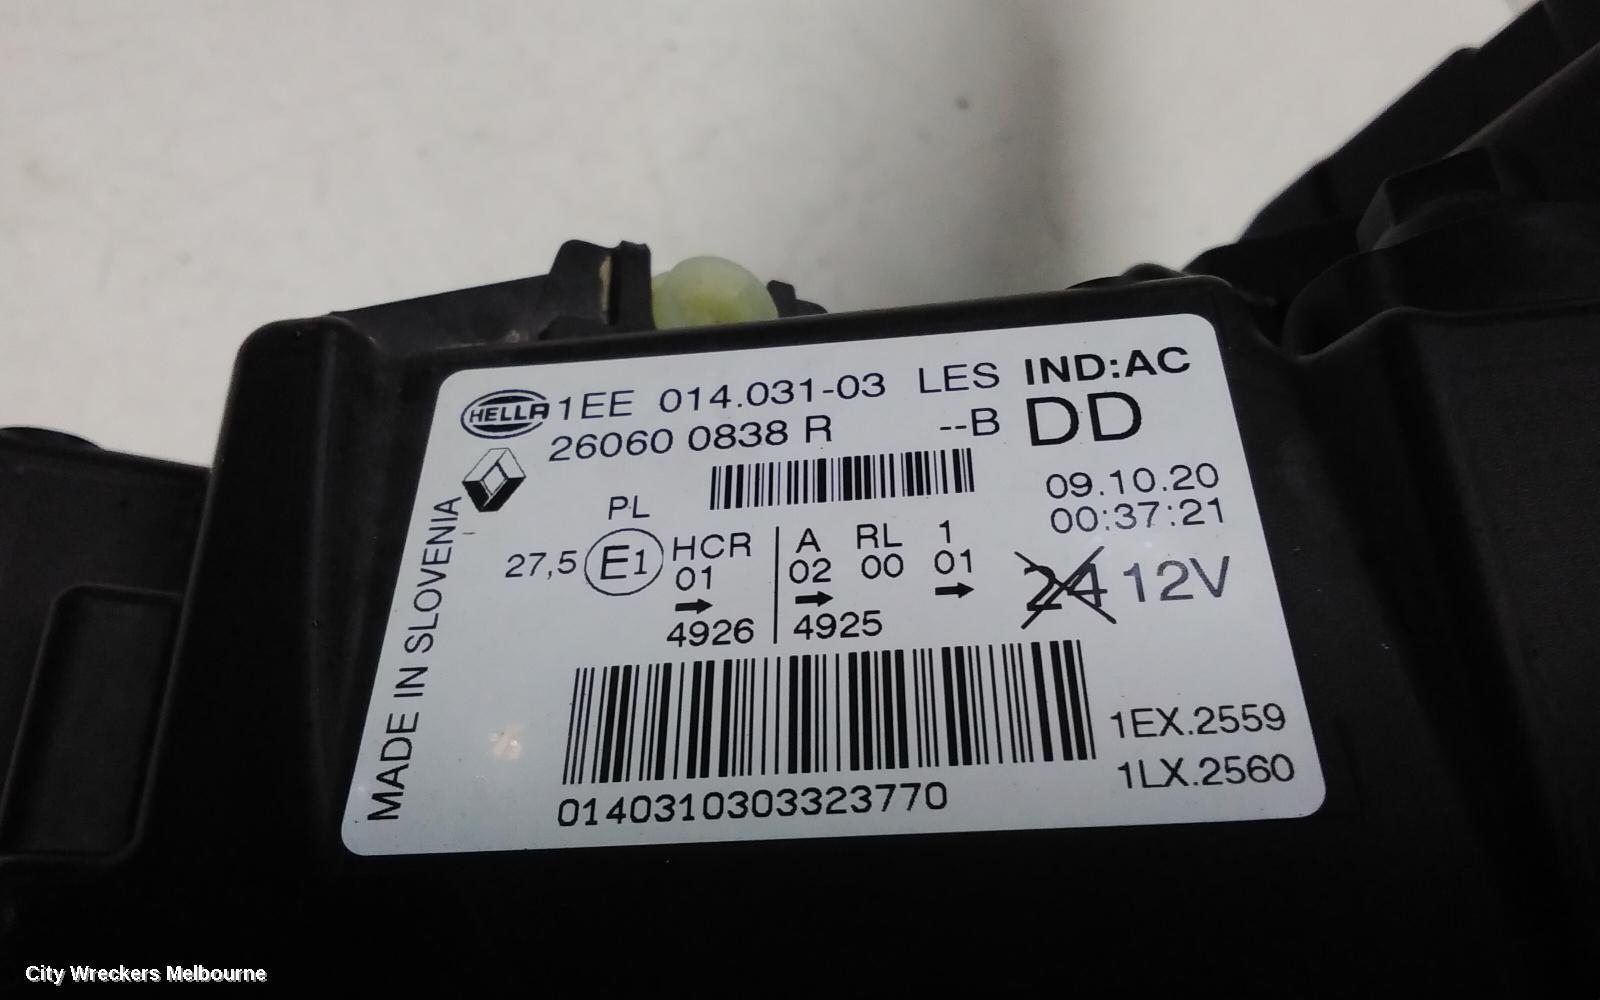 HELLA 1EE 014.031-03 LES IND:AC
26060 0838 R --B DD
09.10.20
00:37:21
PL
27,5 E1 HCR A RL 1
01 02 00 01
→ → →
4926 4925
24 12V
MADE IN SLOVENIA
1EX.2559
1LX.2560
0140310303323770
City Wreckers Melbourne